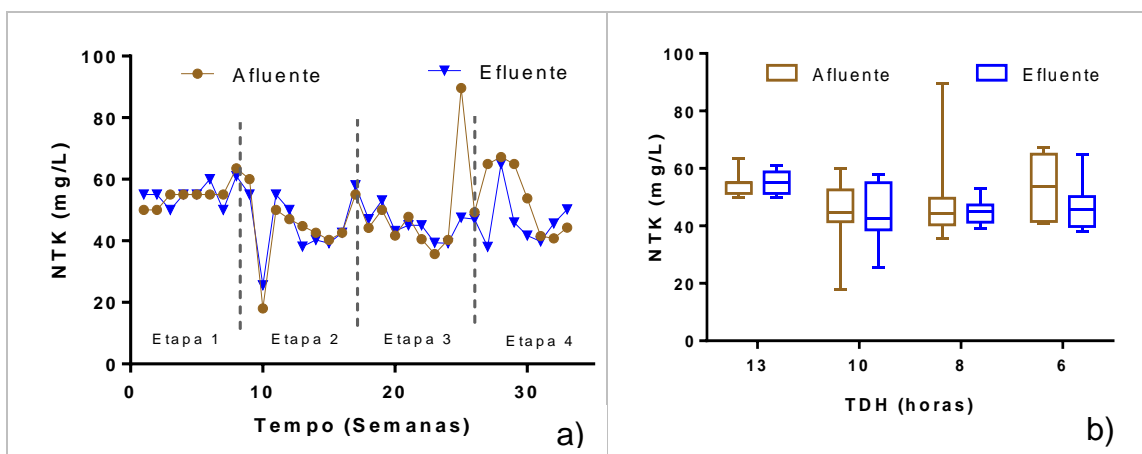 Afluente
Efluente
NTK (mg/L)
100
80
60
40
20
0
Etapa 1
Etapa 2
Etapa 3
Etapa 4
0
10
20
30
Tempo (Semanas)
a)
Afluente
Efluente
NTK (mg/L)
100
80
60
40
20
0
13
10
8
6
TDH (horas)
b)